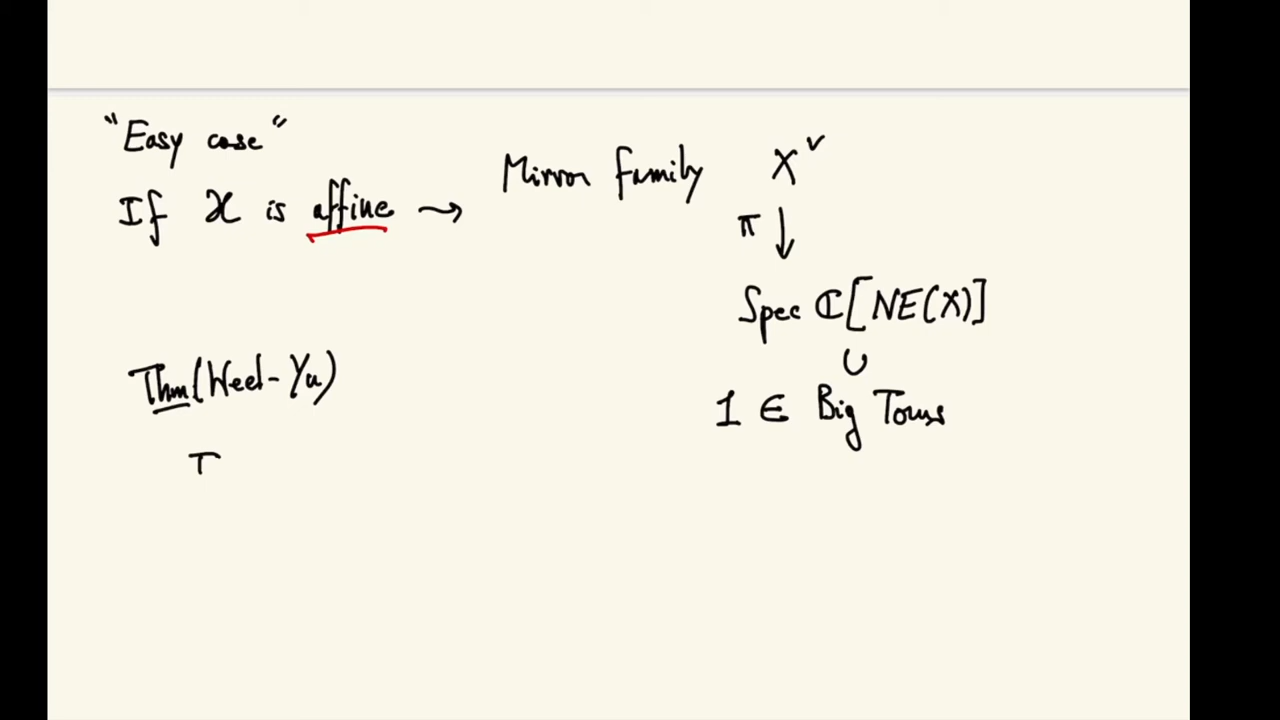 "Easy case"
If X is affine → Mirror Family X^∨
π ↓
Spec ℂ[NE(X)]
∪
1 ∈ Big Torus
Thm (Keel-Yu)
T